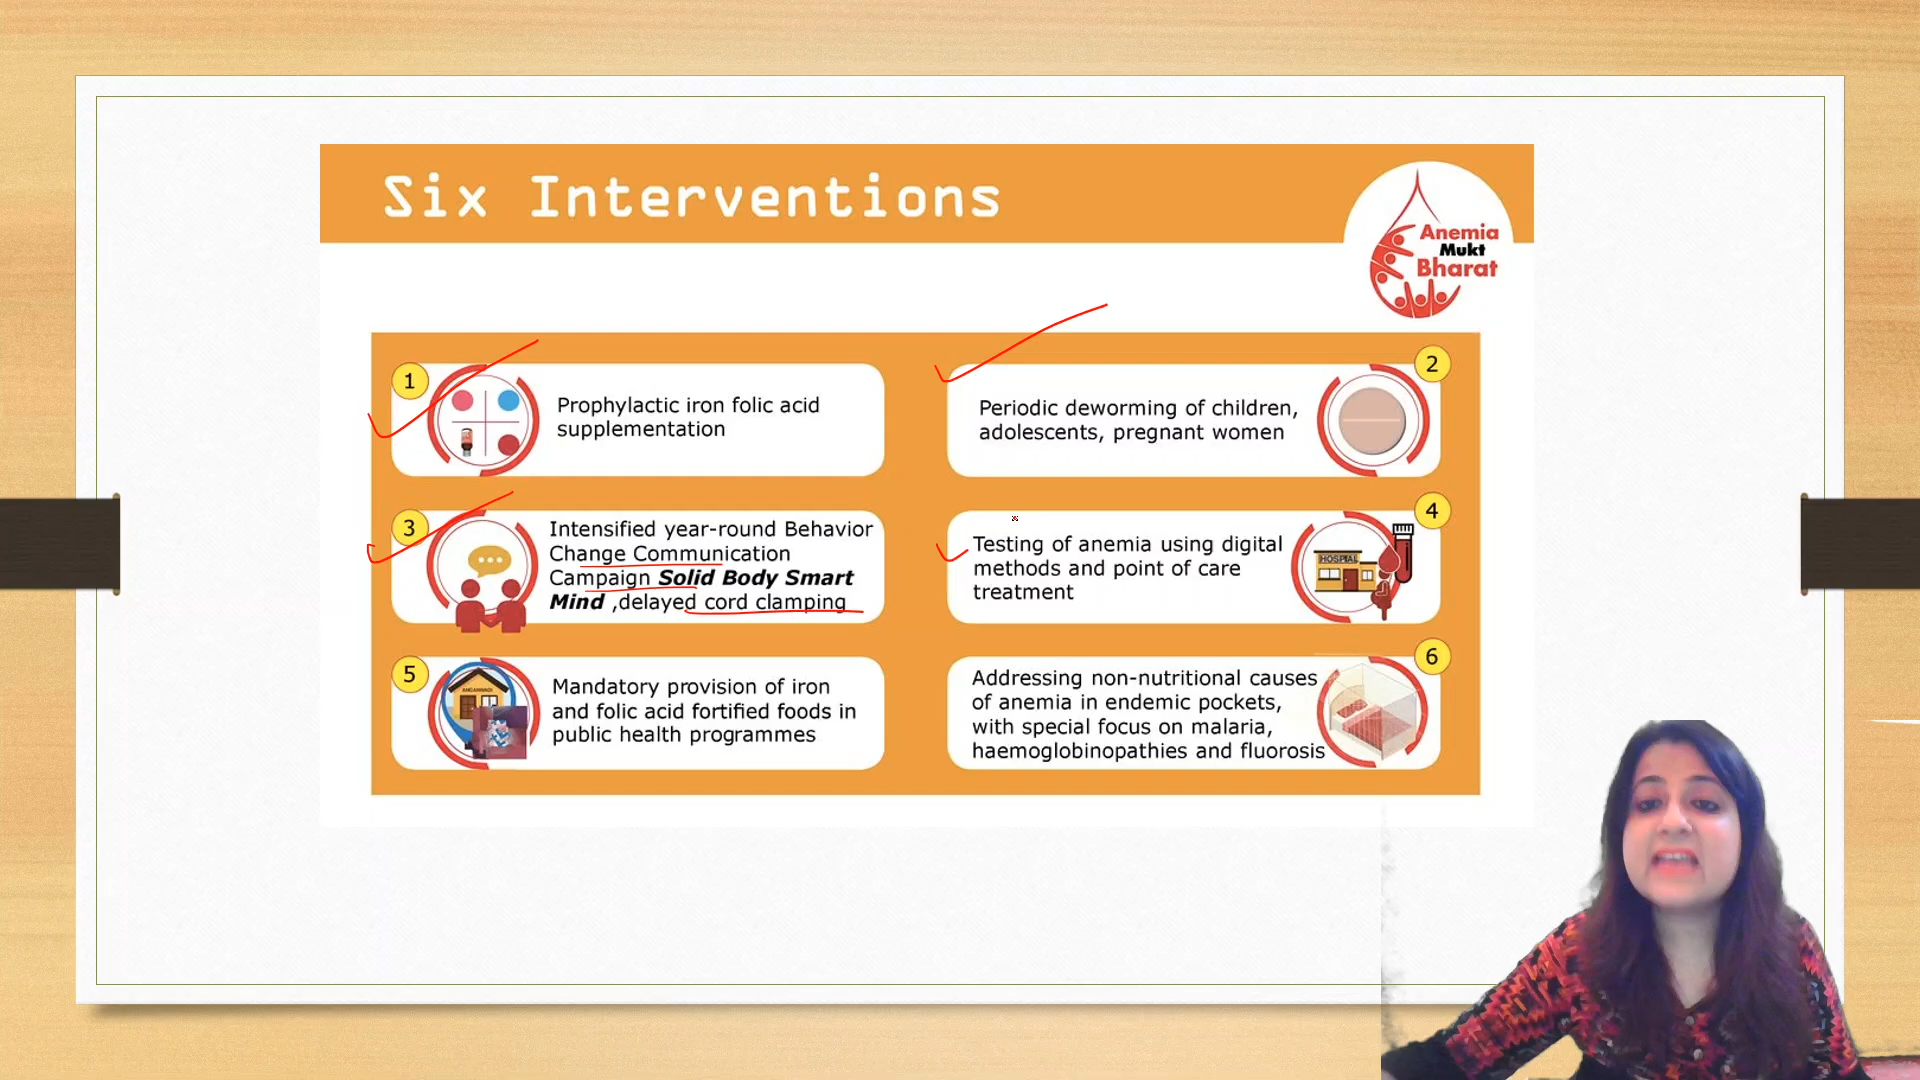 Six Interventions
Anemia
Mukt
Bharat
1
Prophylactic iron folic acid
supplementation
2
Periodic deworming of children,
adolescents, pregnant women
3
Intensified year-round Behavior
Change Communication
Campaign Solid Body Smart
Mind ,delayed cord clamping
4
Testing of anemia using digital
methods and point of care
treatment
HOSPITAL
5
ANGANWADI
Mandatory provision of iron
and folic acid fortified foods in
public health programmes
6
Addressing non-nutritional causes
of anemia in endemic pockets,
with special focus on malaria,
haemoglobinopathies and fluorosis